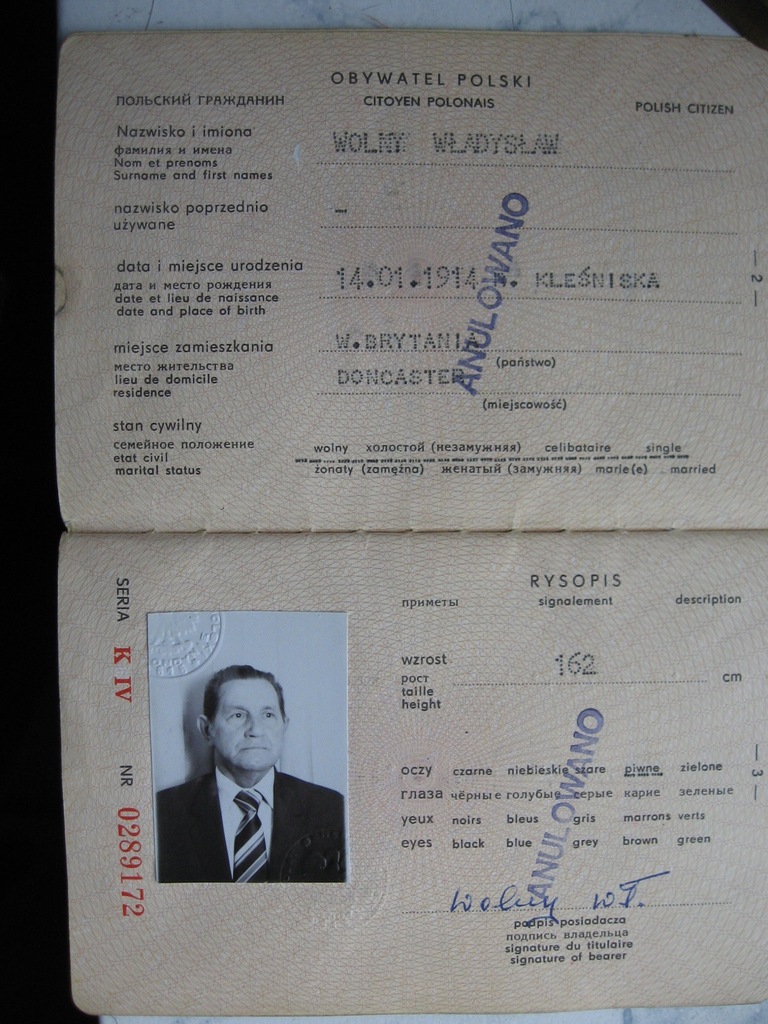 OBYWATEL POLSKI
ПОЛЬСКИЙ ГРАЖДАНИН CITOYEN POLONAIS POLISH CITIZEN
Nazwisko i imiona WOLNY WŁADYSŁAW
фамилия и имена
Nom et prenoms
Surname and first names
nazwisko poprzednio —
używane
data i miejsce urodzenia 14.01.1914 KLEŚNISKA
дата и место рождения
date et lieu de naissance
date and place of birth
miejsce zamieszkania W.BRYTANIA
(państwo)
место жительства DONCASTER
lieu de domicile
residence (miejscowość)
stan cywilny
семейное положение wolny холостой (незамужняя) celibataire single
etat civil
marital status żonaty (zamężna) женатый (замужняя) marie(e) married
ANULOWANO
— 2 —
RYSOPIS
приметы signalement description
wzrost 162 cm
рост
taille
height
oczy czarne niebieskie szare piwne zielone
глаза чёрные голубые серые карие зеленые
yeux noirs bleus gris marrons verts
eyes black blue grey brown green
ANULOWANO
Wolny Wł.
podpis posiadacza
подпись владельца
signature du titulaire
signature of bearer
— 3 —
SERIA K IV NR 0289172